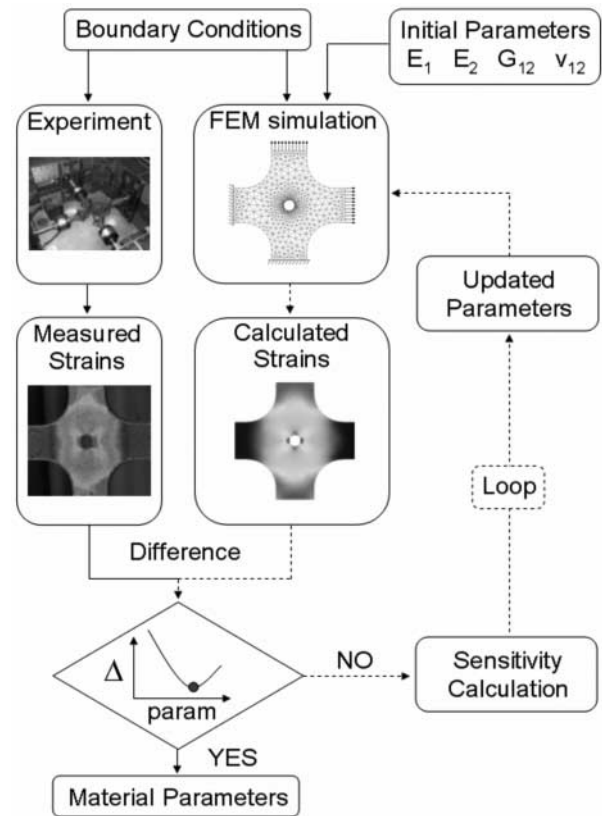 Boundary Conditions
Initial Parameters
E₁ E₂ G₁₂ ν₁₂
Experiment
FEM simulation
Updated
Parameters
Measured
Strains
Calculated
Strains
Loop
Difference
Δ
param
NO
Sensitivity
Calculation
YES
Material Parameters